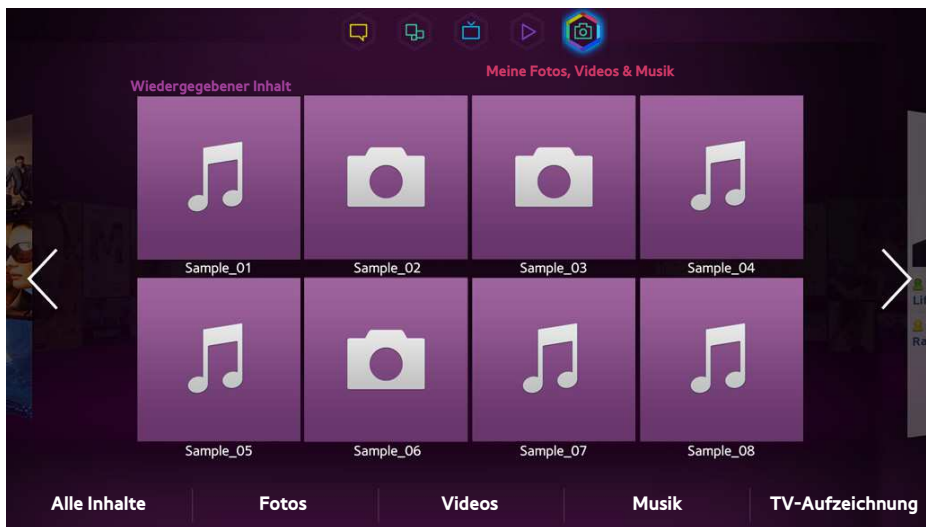 Meine Fotos, Videos & Musik
Wiedergegebener Inhalt
Sample_01 Sample_02 Sample_03 Sample_04
Sample_05 Sample_06 Sample_07 Sample_08
Alle Inhalte Fotos Videos Musik TV-Aufzeichnung